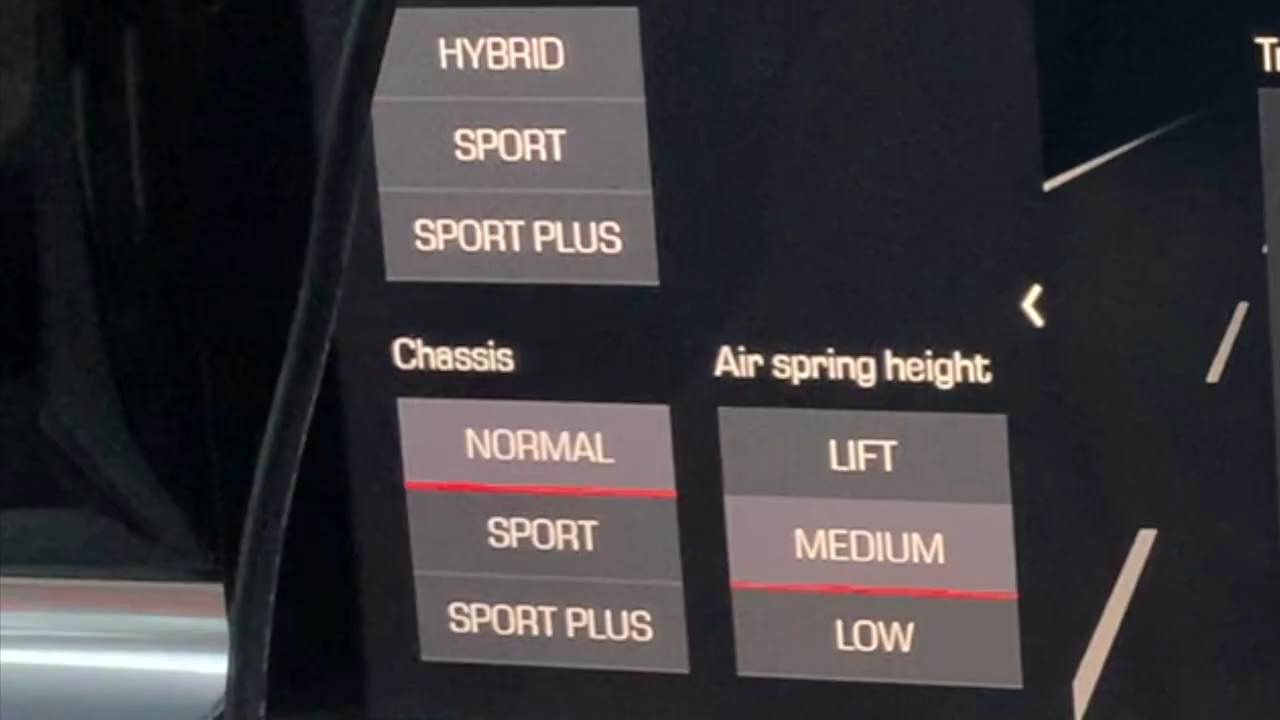 HYBRID
SPORT
SPORT PLUS
Chassis
NORMAL
SPORT
SPORT PLUS
Air spring height
LIFT
MEDIUM
LOW